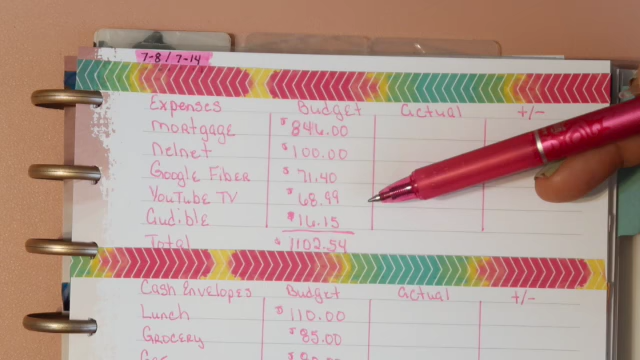 7-8 / 7-14
Expenses Budget Actual +/-
Mortgage $846.00
Nelnet $100.00
Google Fiber $71.40
YouTube TV $68.99
Audible $16.15
Total $1102.54
Cash Envelopes Budget Actual +/-
Lunch $110.00
Grocery $85.00